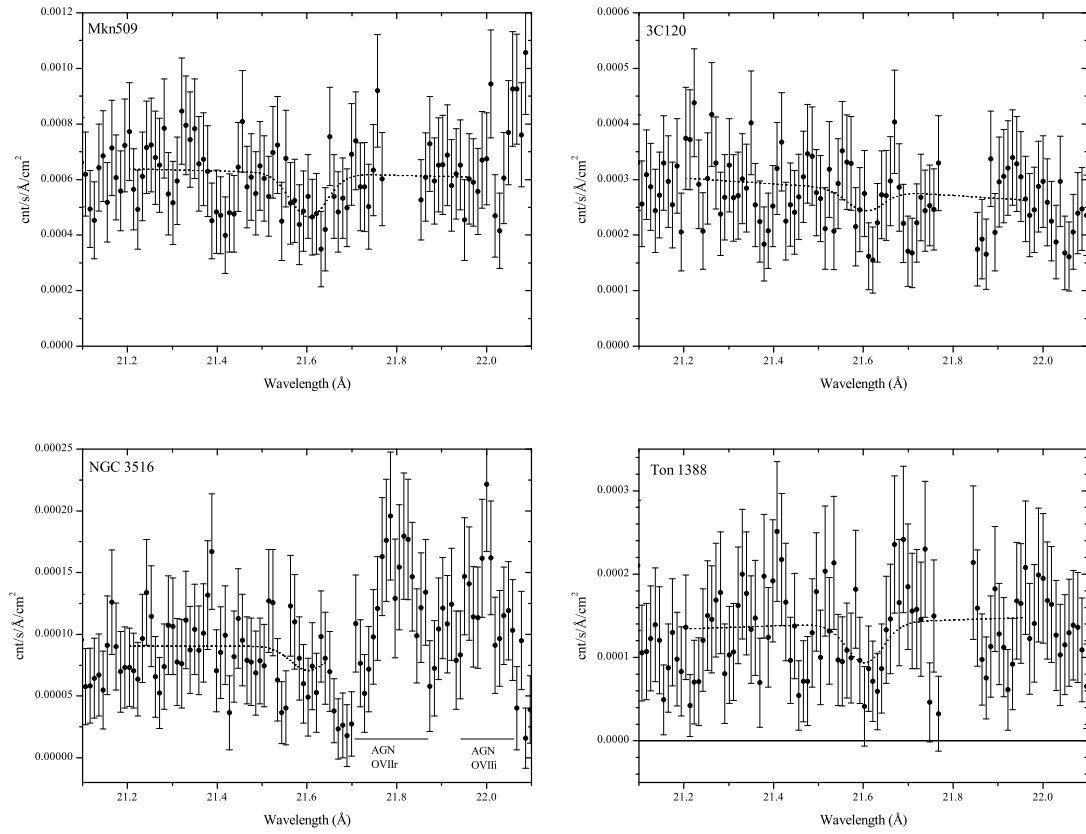 Mkn509
0.0012
0.0010
0.0008
0.0006
0.0004
0.0002
0.0000
cnt/s/Å/cm²
21.2 21.4 21.6 21.8 22.0
Wavelength (Å)
3C120
0.0006
0.0005
0.0004
0.0003
0.0002
0.0001
0.0000
cnt/s/Å/cm²
21.2 21.4 21.6 21.8 22.0
Wavelength (Å)
NGC 3516
0.00025
0.00020
0.00015
0.00010
0.00005
0.00000
cnt/s/Å/cm²
AGN
OVIIr
AGN
OVIIi
21.2 21.4 21.6 21.8 22.0
Wavelength (Å)
Ton 1388
0.0003
0.0002
0.0001
0.0000
cnt/s/Å/cm²
21.2 21.4 21.6 21.8 22.0
Wavelength (Å)